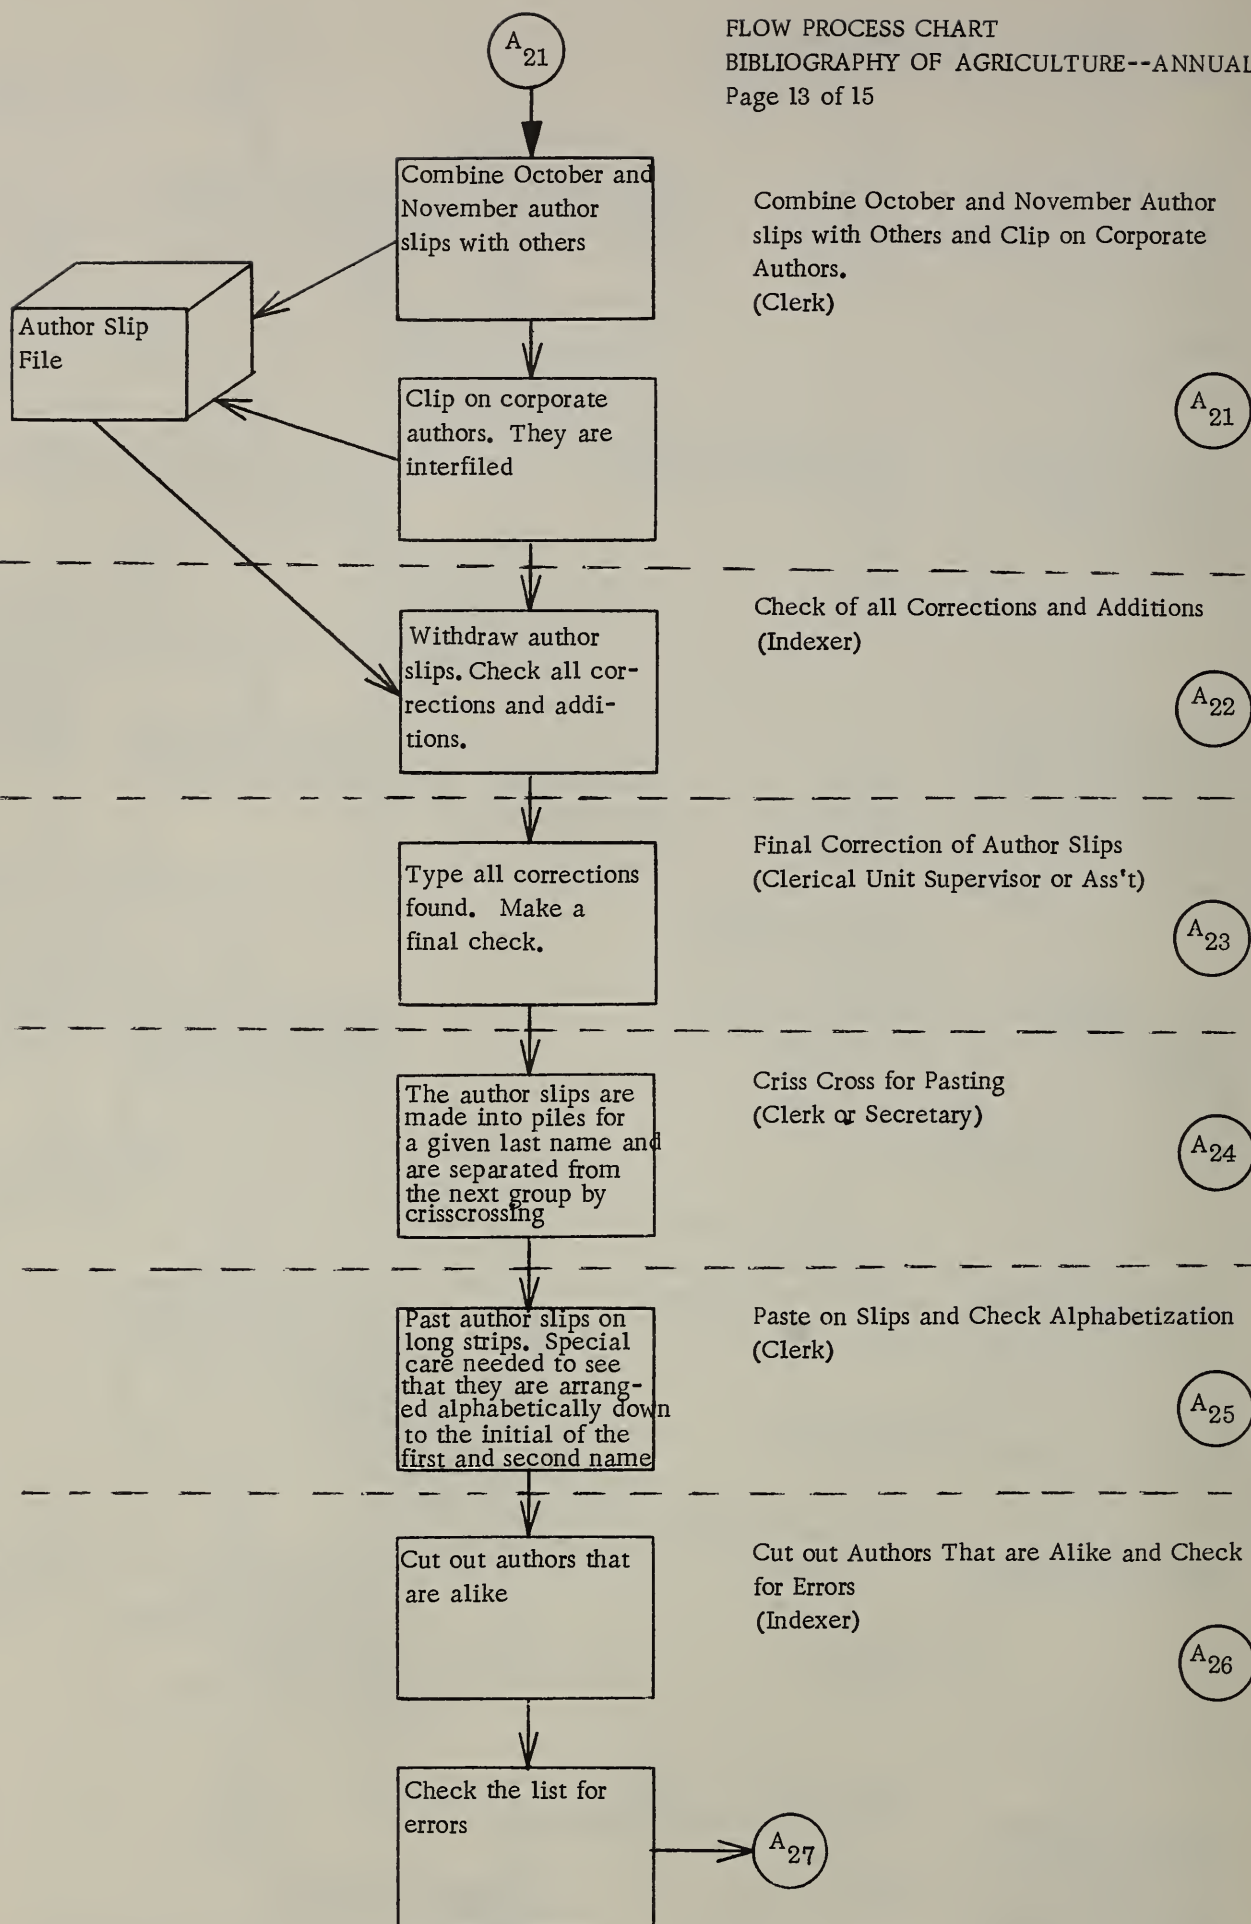 A21
FLOW PROCESS CHART
BIBLIOGRAPHY OF AGRICULTURE--ANNUAL
Page 13 of 15
Combine October and
November author
slips with others
Combine October and November Author
slips with Others and Clip on Corporate
Authors.
(Clerk)
Author Slip
File
Clip on corporate
authors. They are
interfiled
A21
Withdraw author
slips. Check all cor-
rections and addi-
tions.
Check of all Corrections and Additions
(Indexer)
A22
Type all corrections
found. Make a
final check.
Final Correction of Author Slips
(Clerical Unit Supervisor or Ass't)
A23
The author slips are
made into piles for
a given last name and
are separated from
the next group by
crisscrossing
Criss Cross for Pasting
(Clerk or Secretary)
A24
Past author slips on
long strips. Special
care needed to see
that they are arrang-
ed alphabetically down
to the initial of the
first and second name
Paste on Slips and Check Alphabetization
(Clerk)
A25
Cut out authors that
are alike
Cut out Authors That are Alike and Check
for Errors
(Indexer)
A26
Check the list for
errors
A27